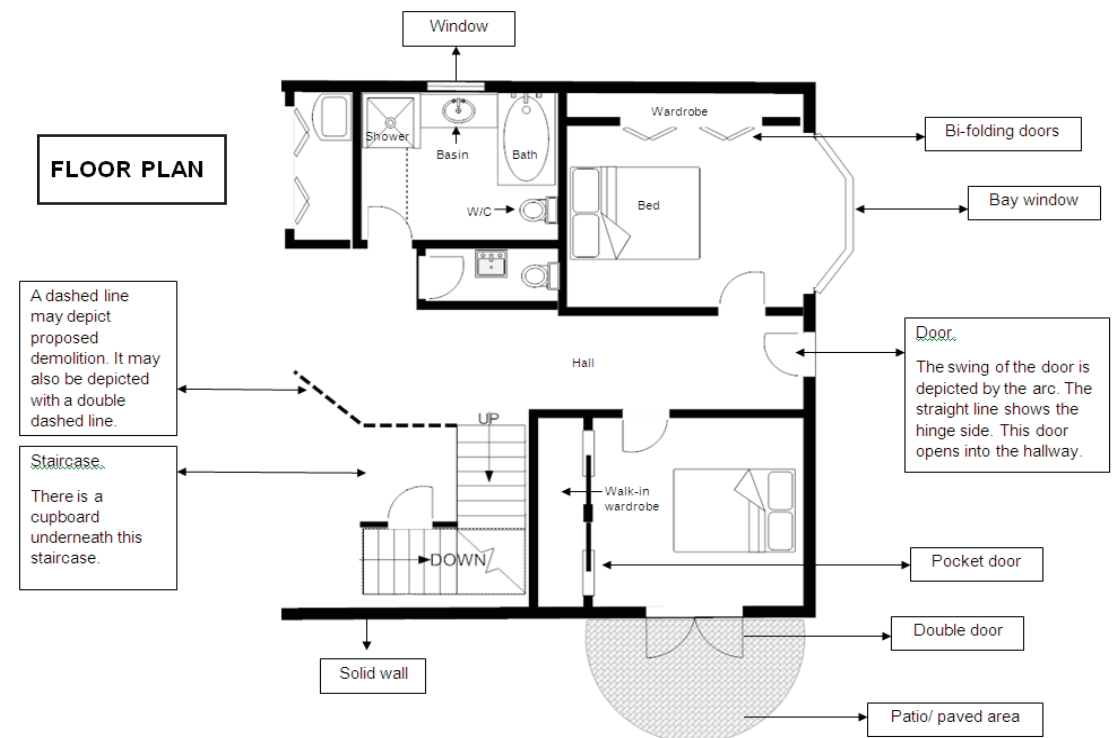 Window
FLOOR PLAN
Wardrobe
Bi-folding doors
Shower
Basin
Bath
Bay window
W/C
Bed
A dashed line
may depict
proposed
demolition. It may
also be depicted
with a double
dashed line.
Hall
Door.
The swing of the door is
depicted by the arc. The
straight line shows the
hinge side. This door
opens into the hallway.
UP
Staircase.
There is a
cupboard
underneath this
staircase.
Walk-in
wardrobe
DOWN
Pocket door
Double door
Solid wall
Patio/ paved area